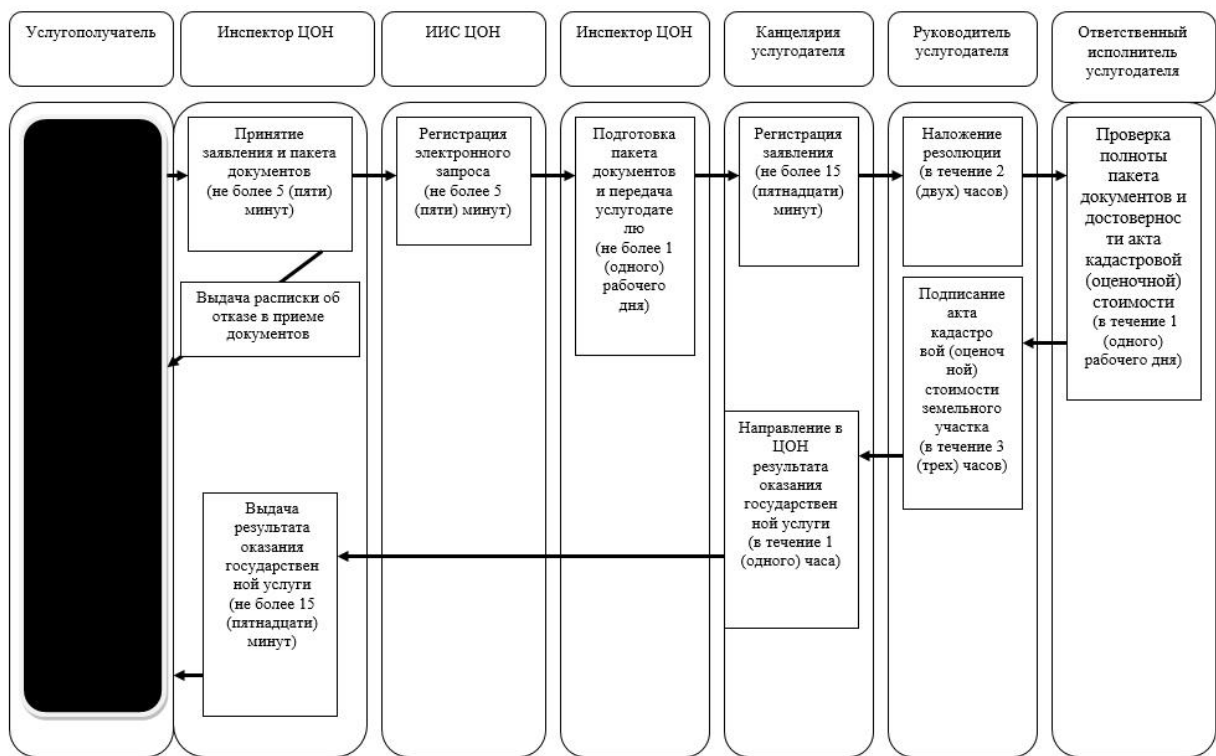 Услугополучатель
Инспектор ЦОН
ИИС ЦОН
Инспектор ЦОН
Канцелярия
услугодателя
Руководитель
услугодателя
Ответственный
исполнитель
услугодателя
Принятие
заявления и пакета
документов
(не более 5 (пяти)
минут)
Регистрация
электронного
запроса
(не более 5
(пяти) минут)
Подготовка
пакета
документов
и передача
услугодате
лю
(не более 1
(одного)
рабочего
дня)
Регистрация
заявления
(не более 15
(пятнадцати)
минут)
Наложение
резолюции
(в течение 2
(двух) часов)
Проверка
полноты
пакета
документов и
достовернос
ти акта
кадастровой
(оценочной)
стоимости
(в течение 1
(одного)
рабочего дня)
Выдача расписки об
отказе в приеме
документов
Подписание
акта
кадастро
вой (оценоч
ной)
стоимости
земельного
участка
(в течение 3
(трех) часов)
Направление в
ЦОН
результата
оказания
государствен
ной услуги
(в течение 1
(одного) часа)
Выдача
результата
оказания
государствен
ной услуги
(не более 15
(пятнадцати)
минут)